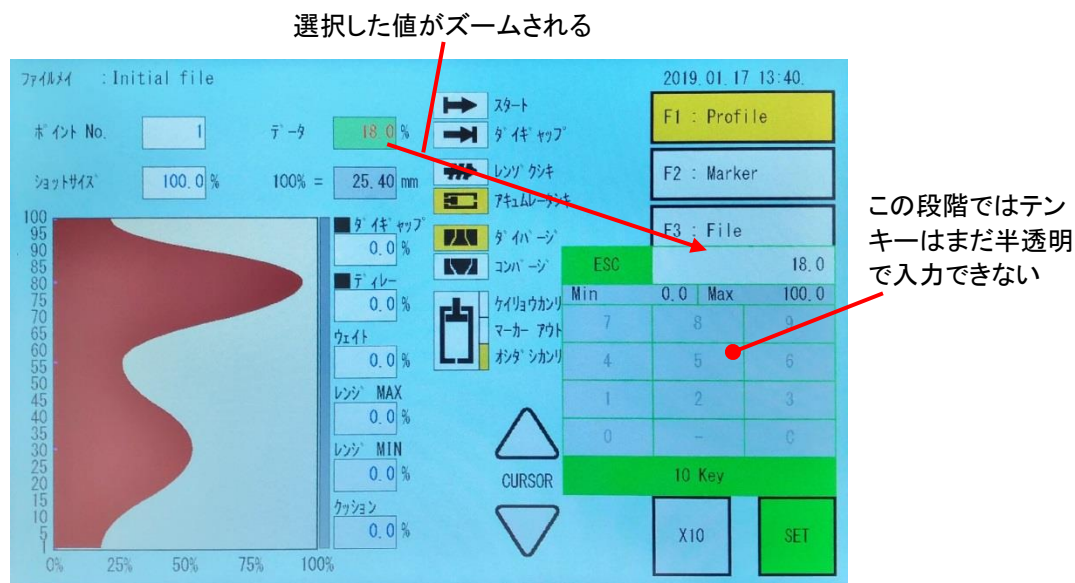 選択した値がズームされる
ﾌｧｲﾙﾒｲ :Initial file
2019.01.17 13:40.
ﾎﾟｲﾝﾄ No. 1
ﾃﾞｰﾀ 18.0 %
ｼｮｯﾄｻｲｽﾞ 100.0 %
100% = 25.40 mm
ｽﾀｰﾄ
ﾀﾞｲｷﾞｬｯﾌﾟ
ﾚﾝｿﾞｸｼｷ
ｱｷｭﾑﾚｰﾀｼｷ
ﾀﾞｲﾊﾞｰｼﾞ
ｺﾝﾊﾞｰｼﾞ
ｹｲﾘｮｳｶﾝﾘ
ﾏｰｶｰ ｱｳﾄ
ｵｼﾀﾞｼｶﾝﾘ
F1 : Profile
F2 : Marker
F3 : File
この段階ではテン
キーはまだ半透明
で入力できない
100
95
90
85
80
75
70
65
60
55
50
45
40
35
30
25
20
15
10
5
1
0% 25% 50% 75% 100%
ﾀﾞｲｷﾞｬｯﾌﾟ
0.0 %
ﾃﾞｨﾚｰ
0.0 %
ｳｪｲﾄ
0.0 %
ﾚﾝｼﾞ MAX
0.0 %
ﾚﾝｼﾞ MIN
0.0 %
ｸｯｼｮﾝ
0.0 %
CURSOR
ESC 18.0
Min 0.0 Max 100.0
7 8 9
4 5 6
1 2 3
0 - C
10 Key
X10
SET